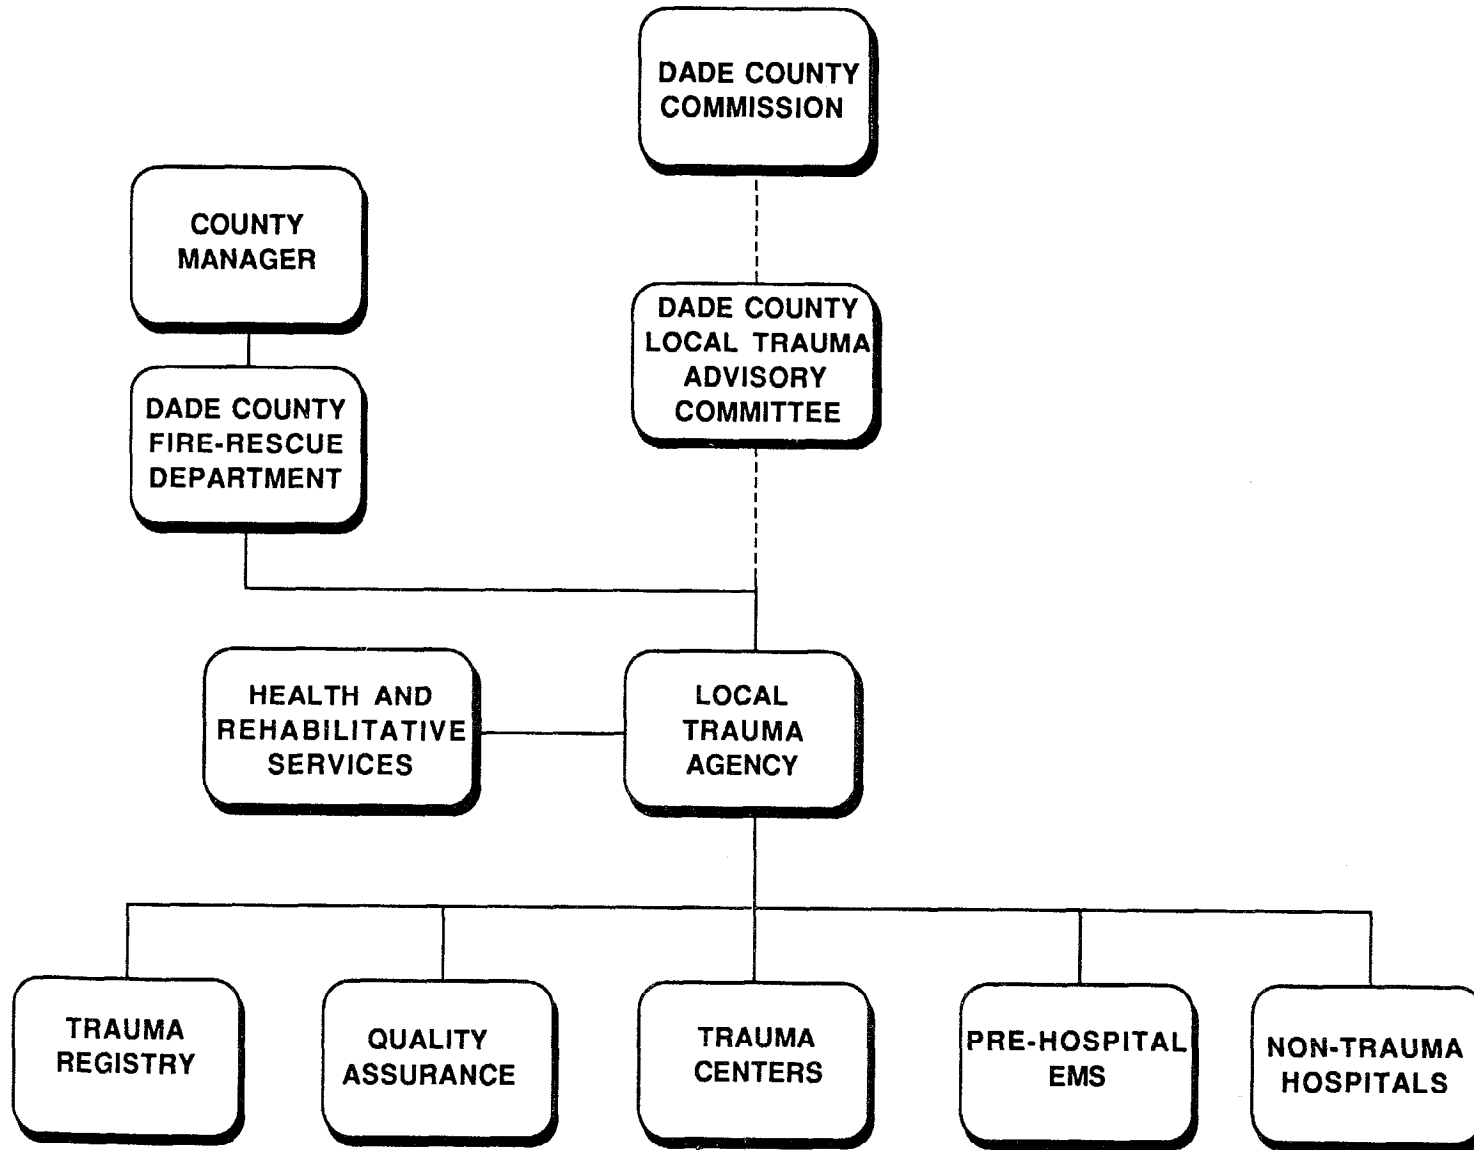 DADE COUNTY
COMMISSION
COUNTY
MANAGER
DADE COUNTY
LOCAL TRAUMA
ADVISORY
COMMITTEE
DADE COUNTY
FIRE-RESCUE
DEPARTMENT
HEALTH AND
REHABILITATIVE
SERVICES
LOCAL
TRAUMA
AGENCY
TRAUMA
REGISTRY
QUALITY
ASSURANCE
TRAUMA
CENTERS
PRE-HOSPITAL
EMS
NON-TRAUMA
HOSPITALS